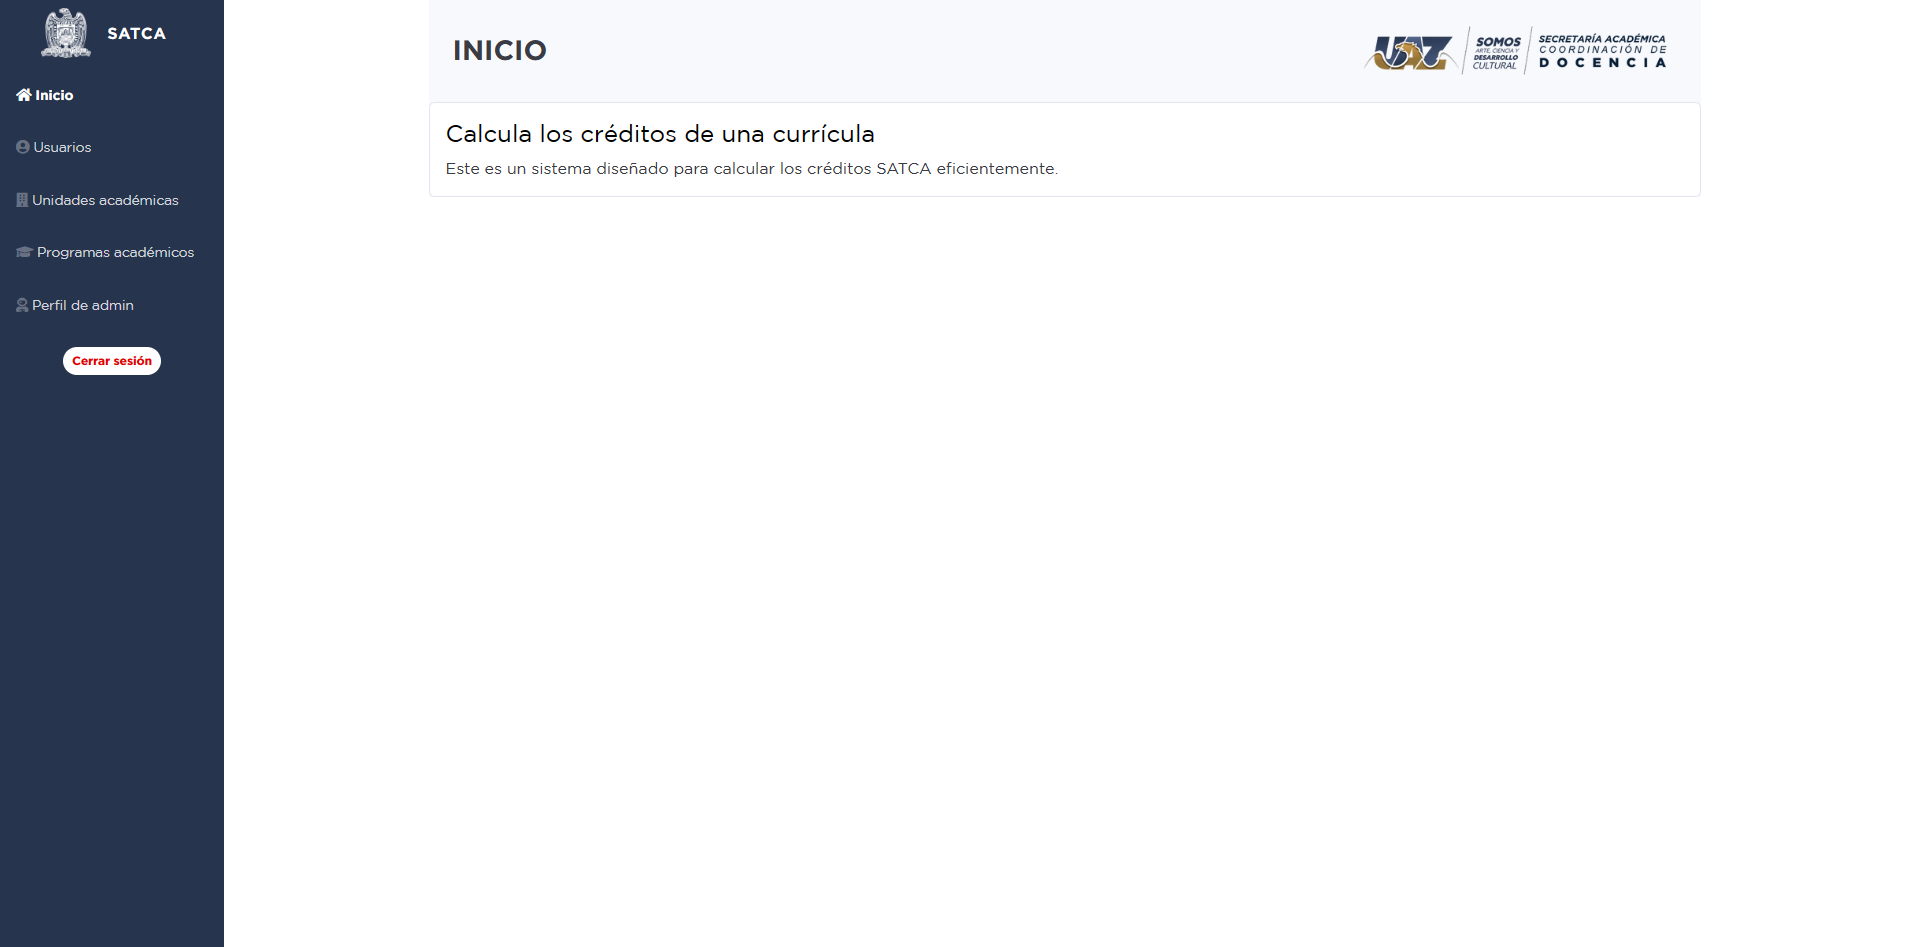 SATCA
Inicio
Usuarios
Unidades académicas
Programas académicos
Perfil de admin
Cerrar sesión
INICIO
UAZ
SOMOS
ARTE, CIENCIA Y
DESARROLLO
CULTURAL
SECRETARÍA ACADÉMICA
COORDINACIÓN DE
DOCENCIA
Calcula los créditos de una currícula
Este es un sistema diseñado para calcular los créditos SATCA eficientemente.